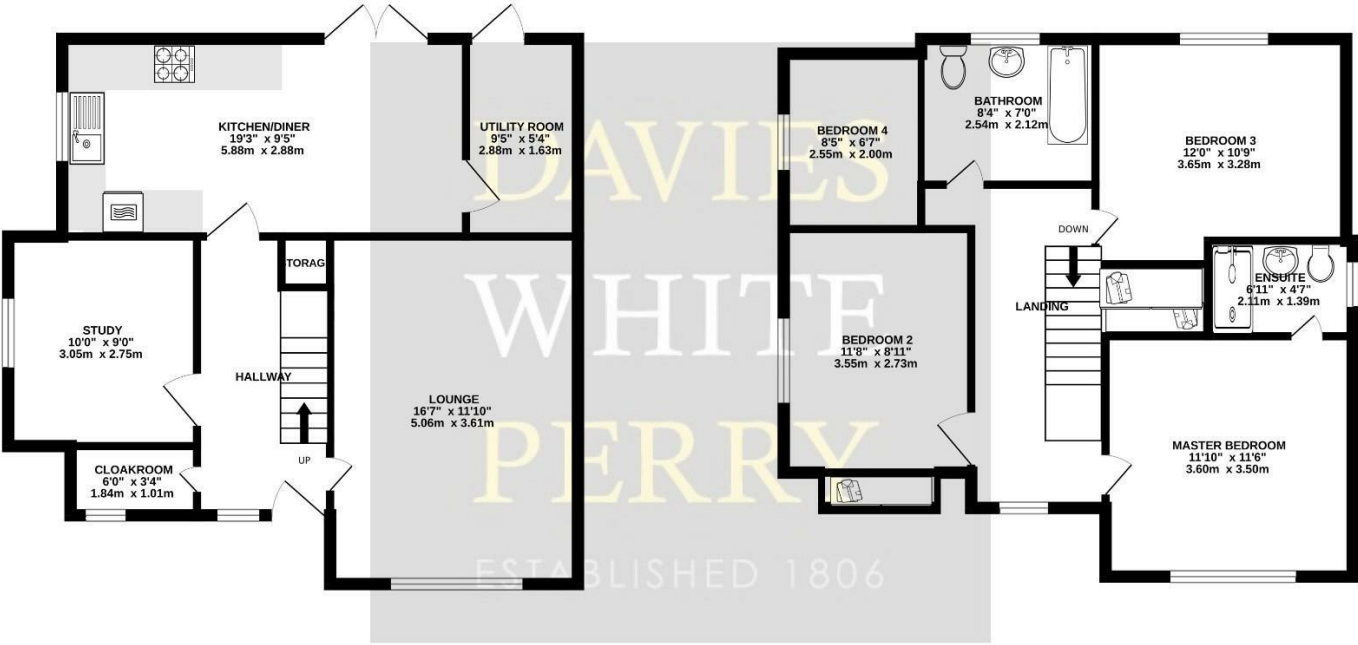 KITCHEN/DINER
19'3" x 9'5"
5.88m x 2.88m
UTILITY ROOM
9'5" x 5'4"
2.88m x 1.63m
STUDY
10'0" x 9'0"
3.05m x 2.75m
STORAG
HALLWAY
LOUNGE
16'7" x 11'10"
5.06m x 3.61m
UP
CLOAKROOM
6'0" x 3'4"
1.84m x 1.01m
BEDROOM 4
8'5" x 6'7"
2.55m x 2.00m
BATHROOM
8'4" x 7'0"
2.54m x 2.12m
BEDROOM 3
12'0" x 10'9"
3.65m x 3.28m
DOWN
LANDING
ENSUITE
6'11" x 4'7"
2.11m x 1.39m
BEDROOM 2
11'8" x 8'11"
3.55m x 2.73m
MASTER BEDROOM
11'10" x 11'6"
3.60m x 3.50m
DAVIES
WHITE
PERRY
ESTABLISHED 1806